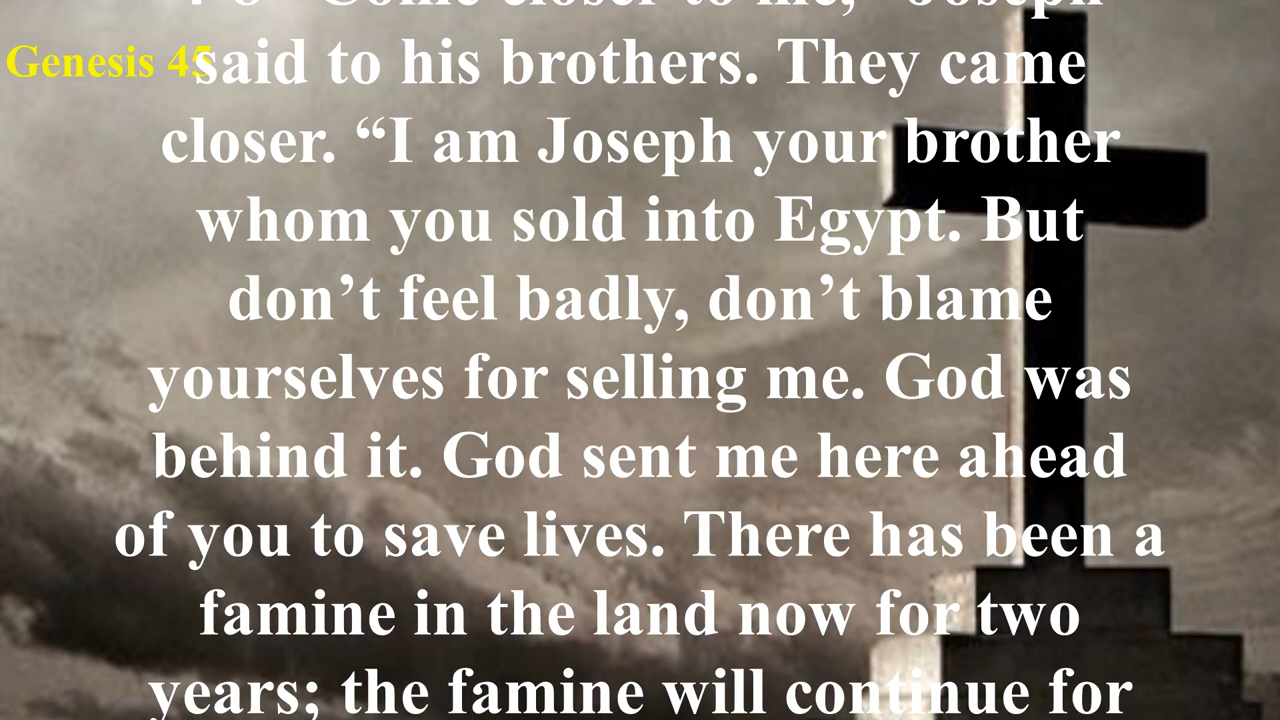 Come closer to me," Joseph
Genesis 45
said to his brothers. They came
closer. “I am Joseph your brother
whom you sold into Egypt. But
don’t feel badly, don’t blame
yourselves for selling me. God was
behind it. God sent me here ahead
of you to save lives. There has been a
famine in the land now for two
years; the famine will continue for